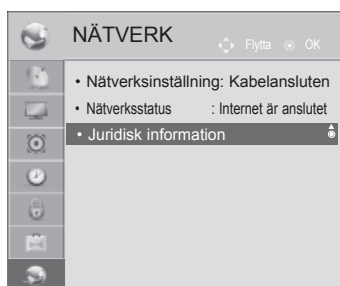 NÄTVERK
Flytta OK
• Nätverksinställning: Kabelansluten
• Nätverksstatus : Internet är anslutet
• Juridisk information